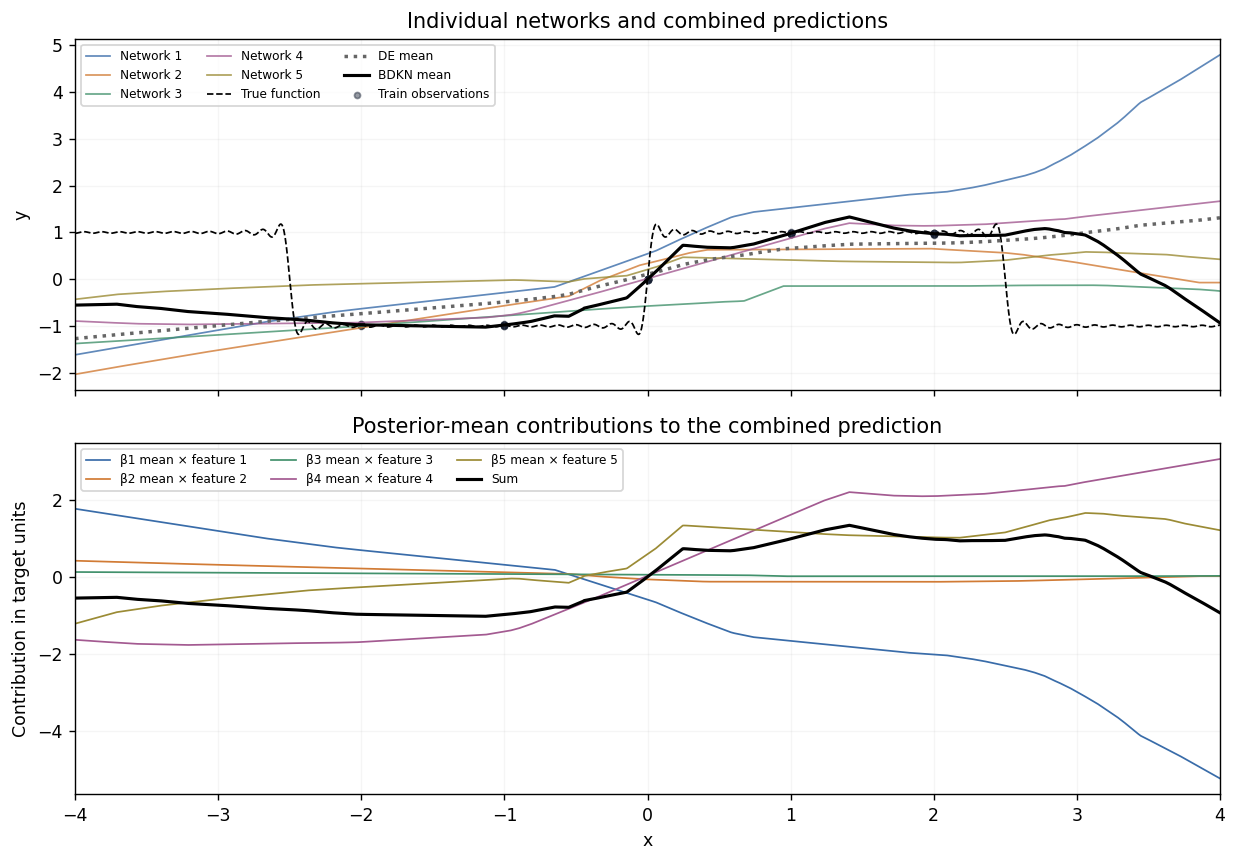 Individual networks and combined predictions
Network 1 Network 4 DE mean
Network 2 Network 5 BDKN mean
Network 3 True function Train observations
5
4
3
2
1
0
−1
−2
y
Posterior-mean contributions to the combined prediction
β1 mean × feature 1 β3 mean × feature 3 β5 mean × feature 5
β2 mean × feature 2 β4 mean × feature 4 Sum
2
0
−2
−4
Contribution in target units
−4 −3 −2 −1 0 1 2 3 4
x